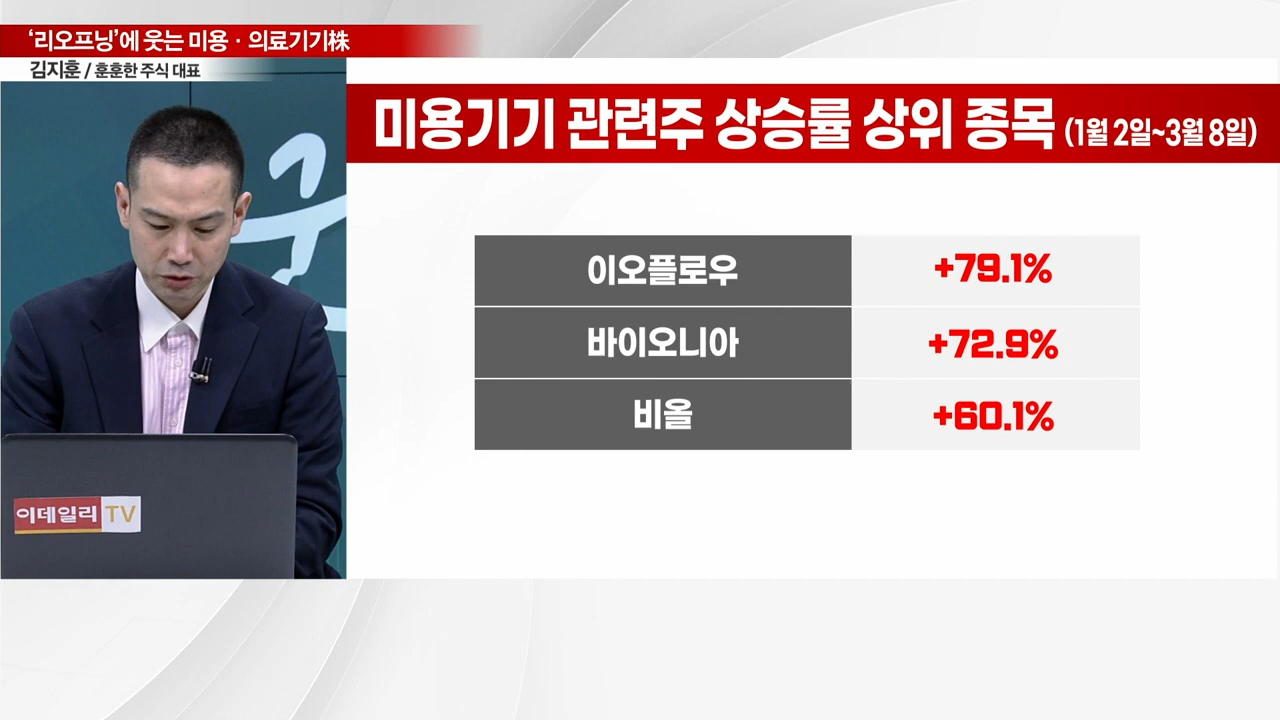 ‘리오프닝’에 웃는 미용 · 의료기기株
김지훈 / 훈훈한 주식 대표
미용기기 관련주 상승률 상위 종목 (1월 2일~3월 8일)
이오플로우 +79.1%
바이오니아 +72.9%
비올 +60.1%
이데일리 TV